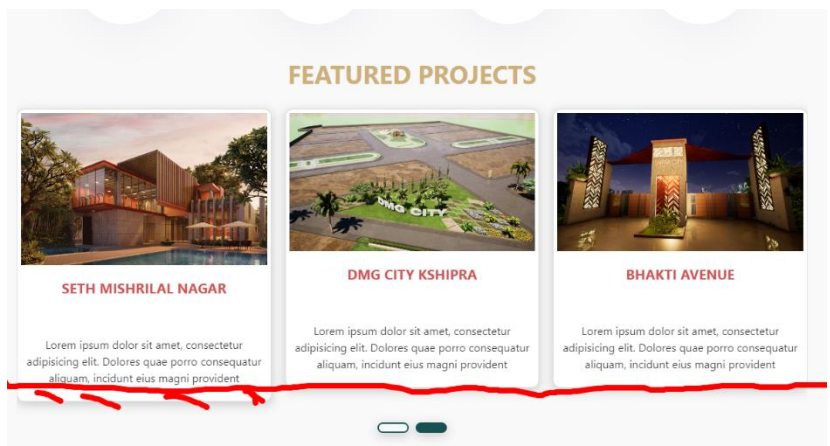 FEATURED PROJECTS
DMG CITY
SETH MISHRILAL NAGAR
Lorem ipsum dolor sit amet, consectetur
adipisicing elit. Dolores quae porro consequatur
aliquam, incidunt eius magni provident
DMG CITY KSHIPRA
Lorem ipsum dolor sit amet, consectetur
adipisicing elit. Dolores quae porro consequatur
aliquam, incidunt eius magni provident
BHAKTI AVENUE
Lorem ipsum dolor sit amet, consectetur
adipisicing elit. Dolores quae porro consequatur
aliquam, incidunt eius magni provident